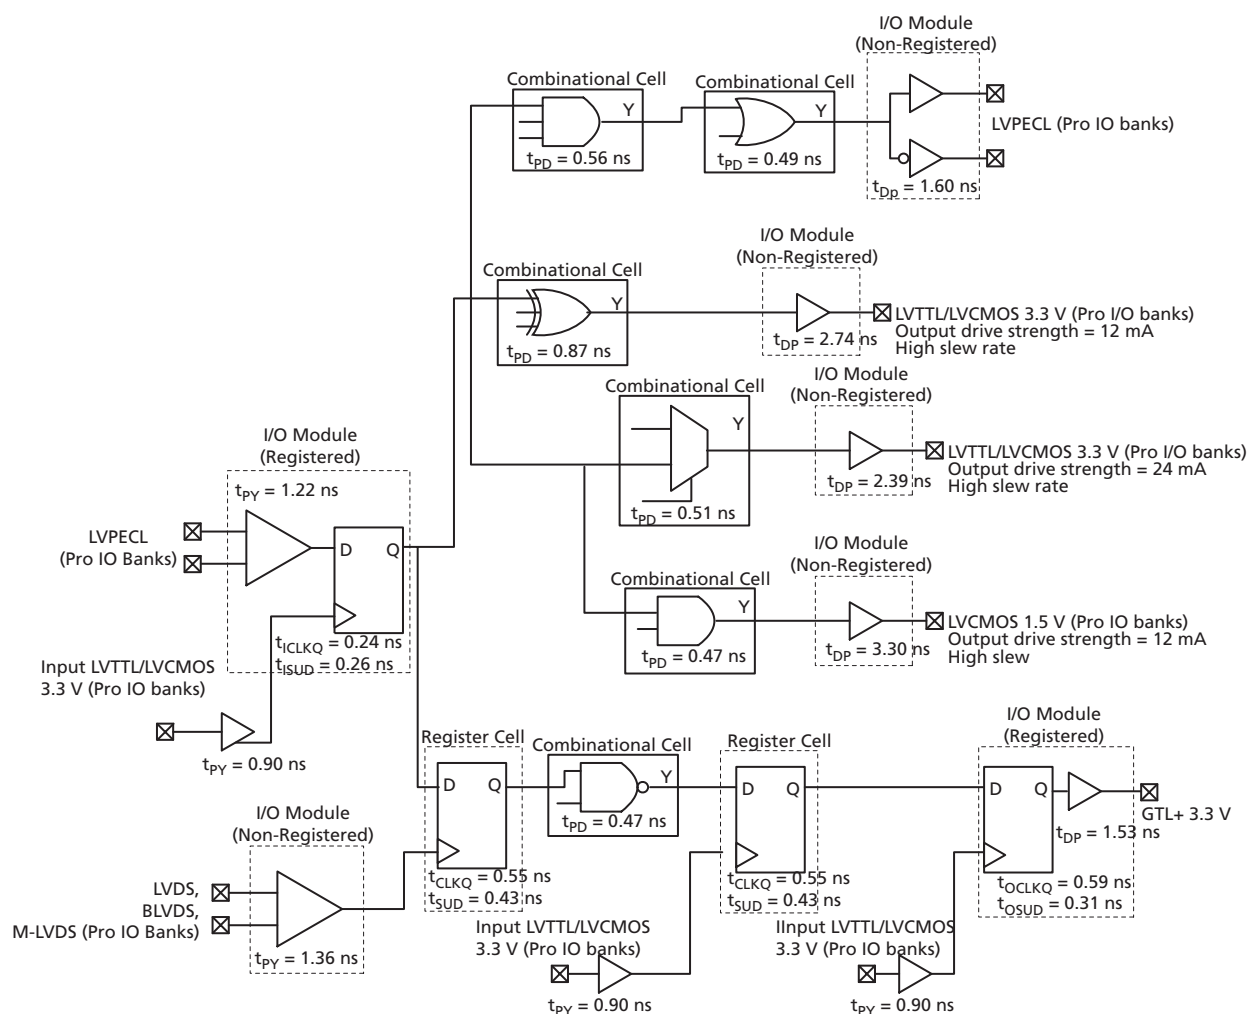 I/O Module
(Non-Registered)
Combinational Cell
Combinational Cell
Y
Y
LVPECL (Pro IO banks)
tPD = 0.56 ns
tPD = 0.49 ns
tDp = 1.60 ns
I/O Module
(Non-Registered)
Combinational Cell
Y
LVTTL/LVCMOS 3.3 V (Pro I/O banks)
Output drive strength = 12 mA
High slew rate
tDP = 2.74 ns
tPD = 0.87 ns
I/O Module
(Non-Registered)
Combinational Cell
Y
LVTTL/LVCMOS 3.3 V (Pro I/O banks)
Output drive strength = 24 mA
High slew rate
tDP = 2.39 ns
tPD = 0.51 ns
I/O Module
(Registered)
tPY = 1.22 ns
LVPECL
(Pro IO Banks)
D
Q
tICLKQ = 0.24 ns
tISUD = 0.26 ns
Input LVTTL/LVCMOS
3.3 V (Pro IO banks)
tPY = 0.90 ns
I/O Module
(Non-Registered)
Combinational Cell
Y
LVCMOS 1.5 V (Pro IO banks)
Output drive strength = 12 mA
High slew
tDP = 3.30 ns
tPD = 0.47 ns
Register Cell
D
Q
tCLKQ = 0.55 ns
tSUD = 0.43 ns
Combinational Cell
Y
tPD = 0.47 ns
Register Cell
D
Q
tCLKQ = 0.55 ns
tSUD = 0.43 ns
I/O Module
(Registered)
D
Q
GTL+ 3.3 V
tDP = 1.53 ns
tOCLKQ = 0.59 ns
tOSUD = 0.31 ns
I/O Module
(Non-Registered)
LVDS,
BLVDS,
M-LVDS (Pro IO Banks)
tPY = 1.36 ns
Input LVTTL/LVCMOS
3.3 V (Pro IO banks)
tPY = 0.90 ns
IInput LVTTL/LVCMOS
3.3 V (Pro IO banks)
tPY = 0.90 ns